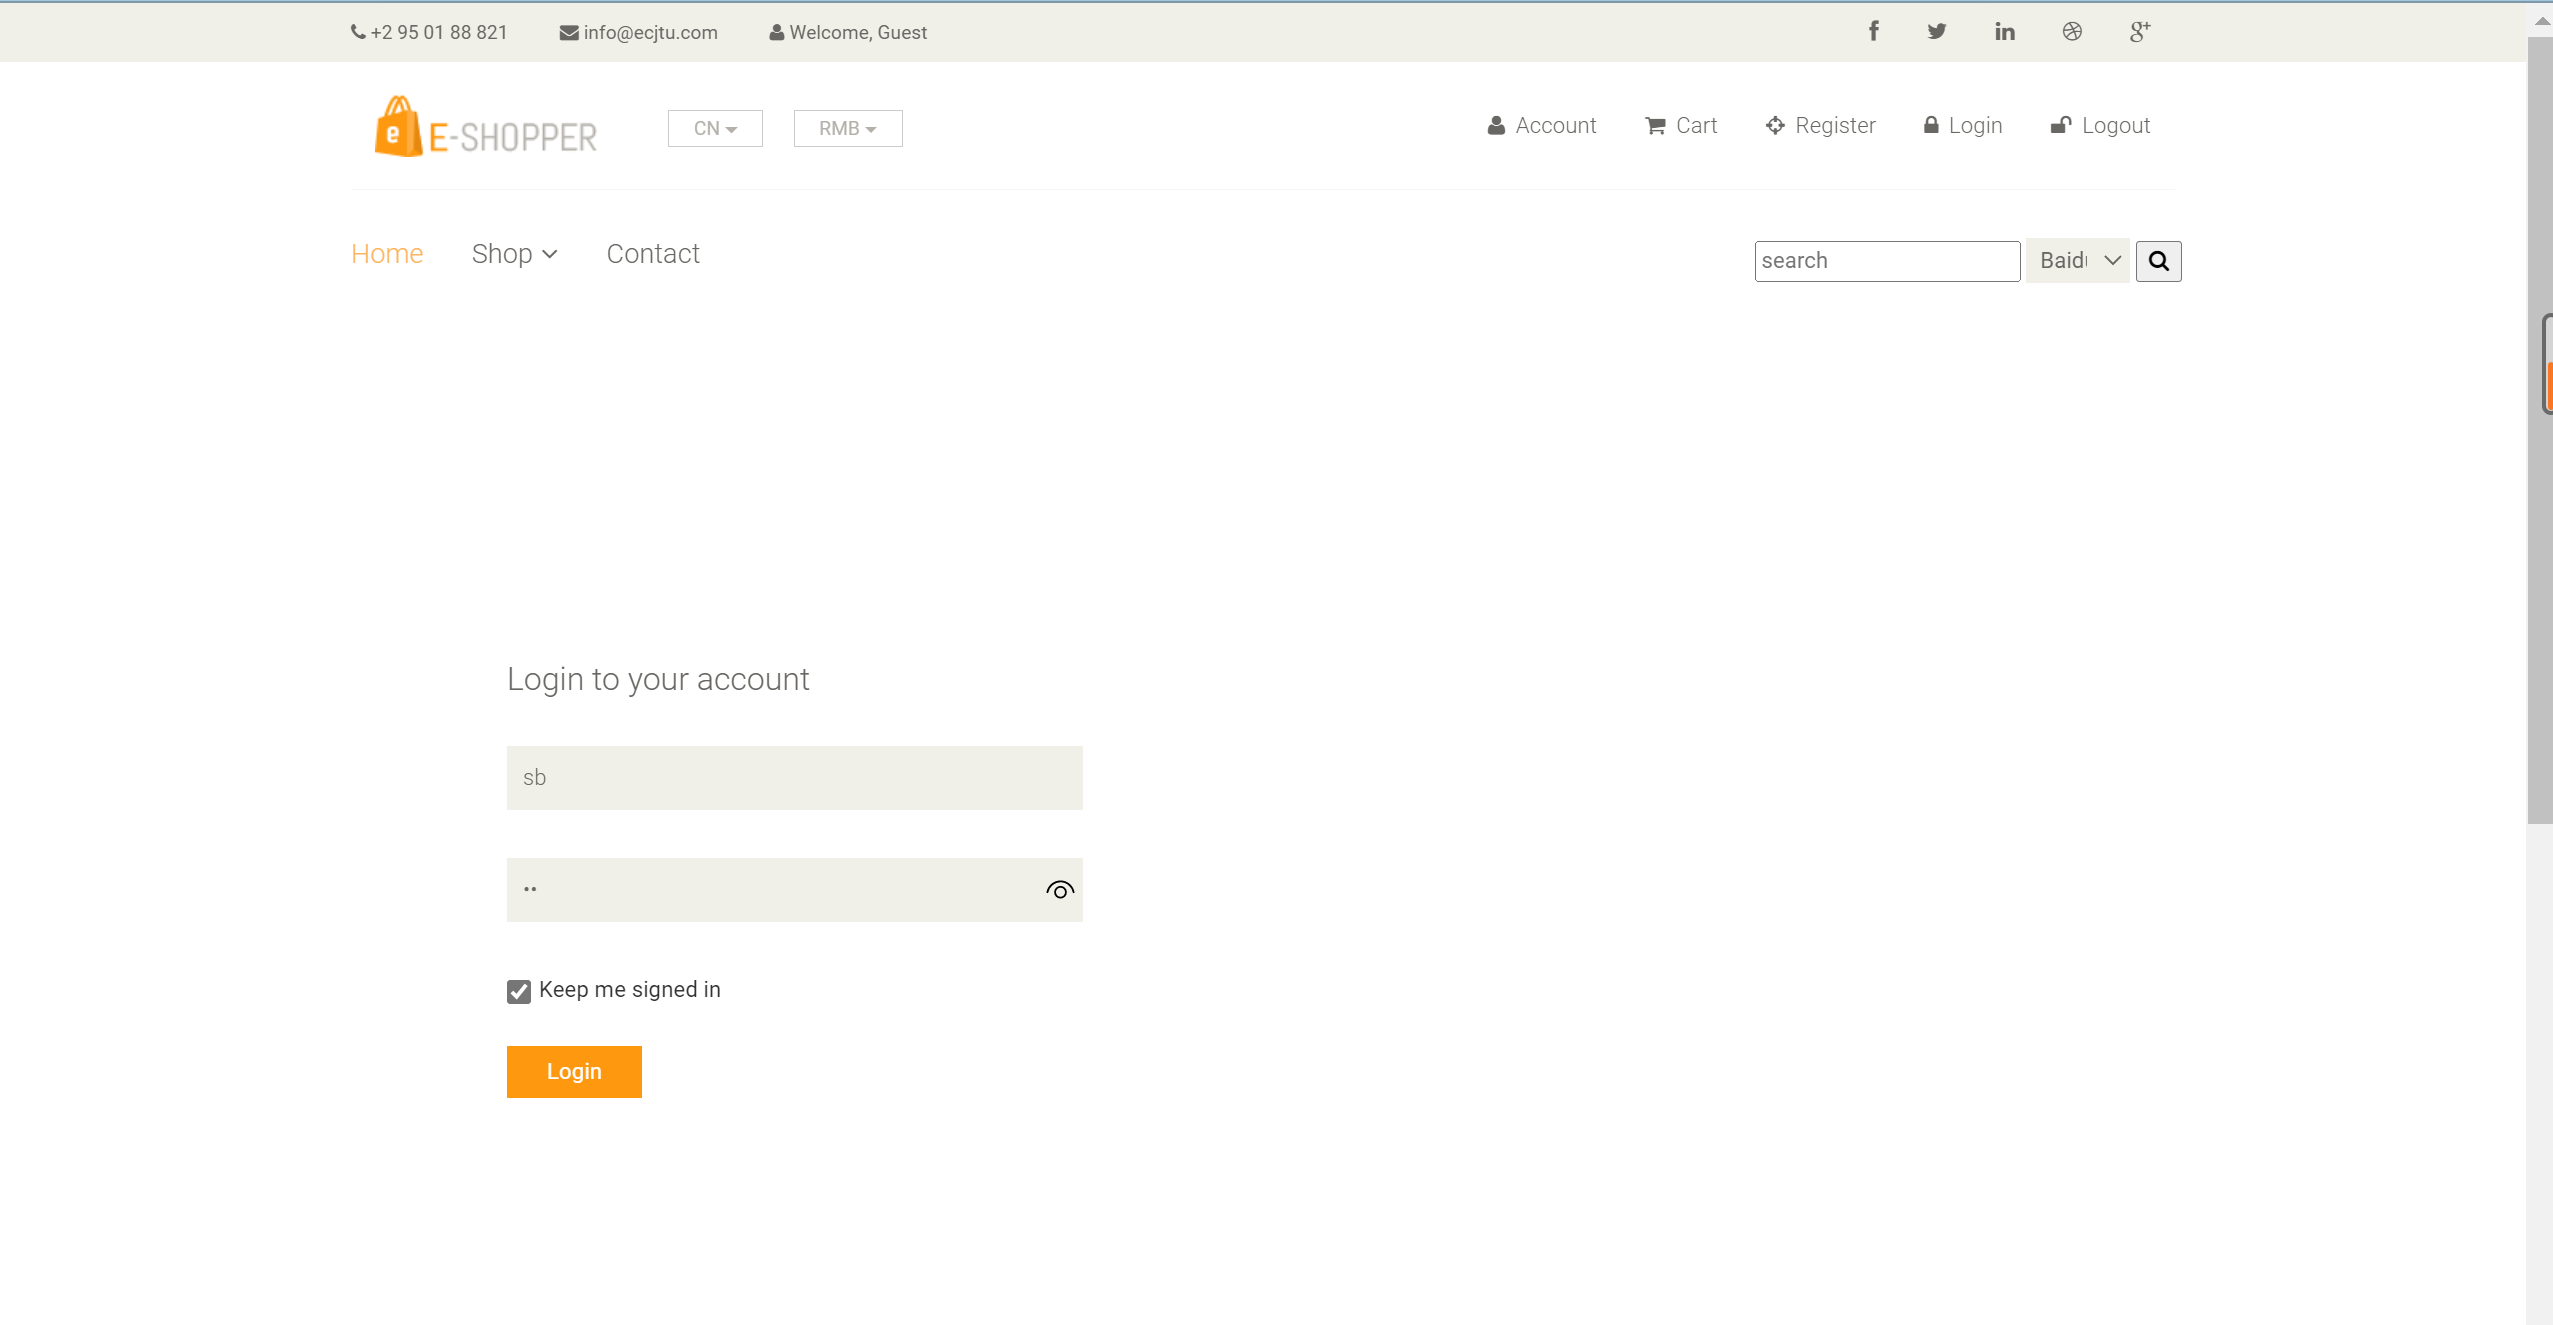 +2 95 01 88 821 info@ecjtu.com Welcome, Guest
E-SHOPPER CN RMB Account Cart Register Login Logout
Home Shop Contact search Baidu
Login to your account
sb
••
Keep me signed in
Login